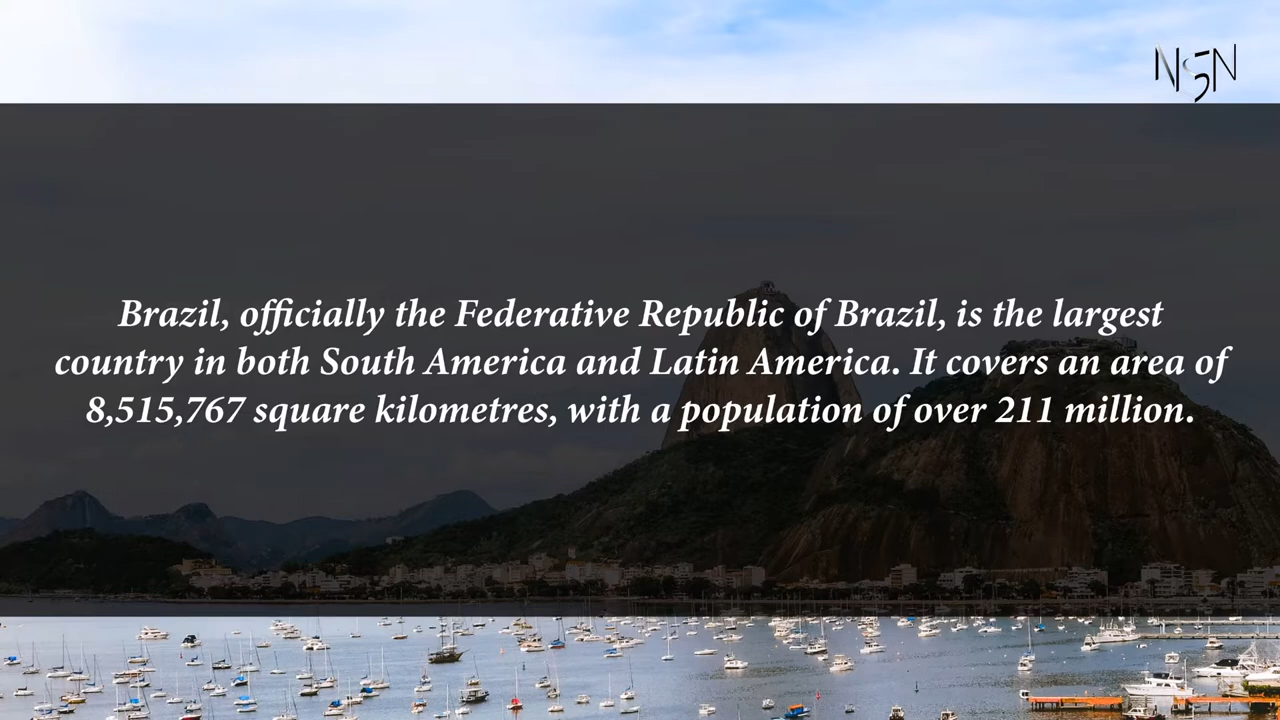 NSN
Brazil, officially the Federative Republic of Brazil, is the largest
country in both South America and Latin America. It covers an area of
8,515,767 square kilometres, with a population of over 211 million.